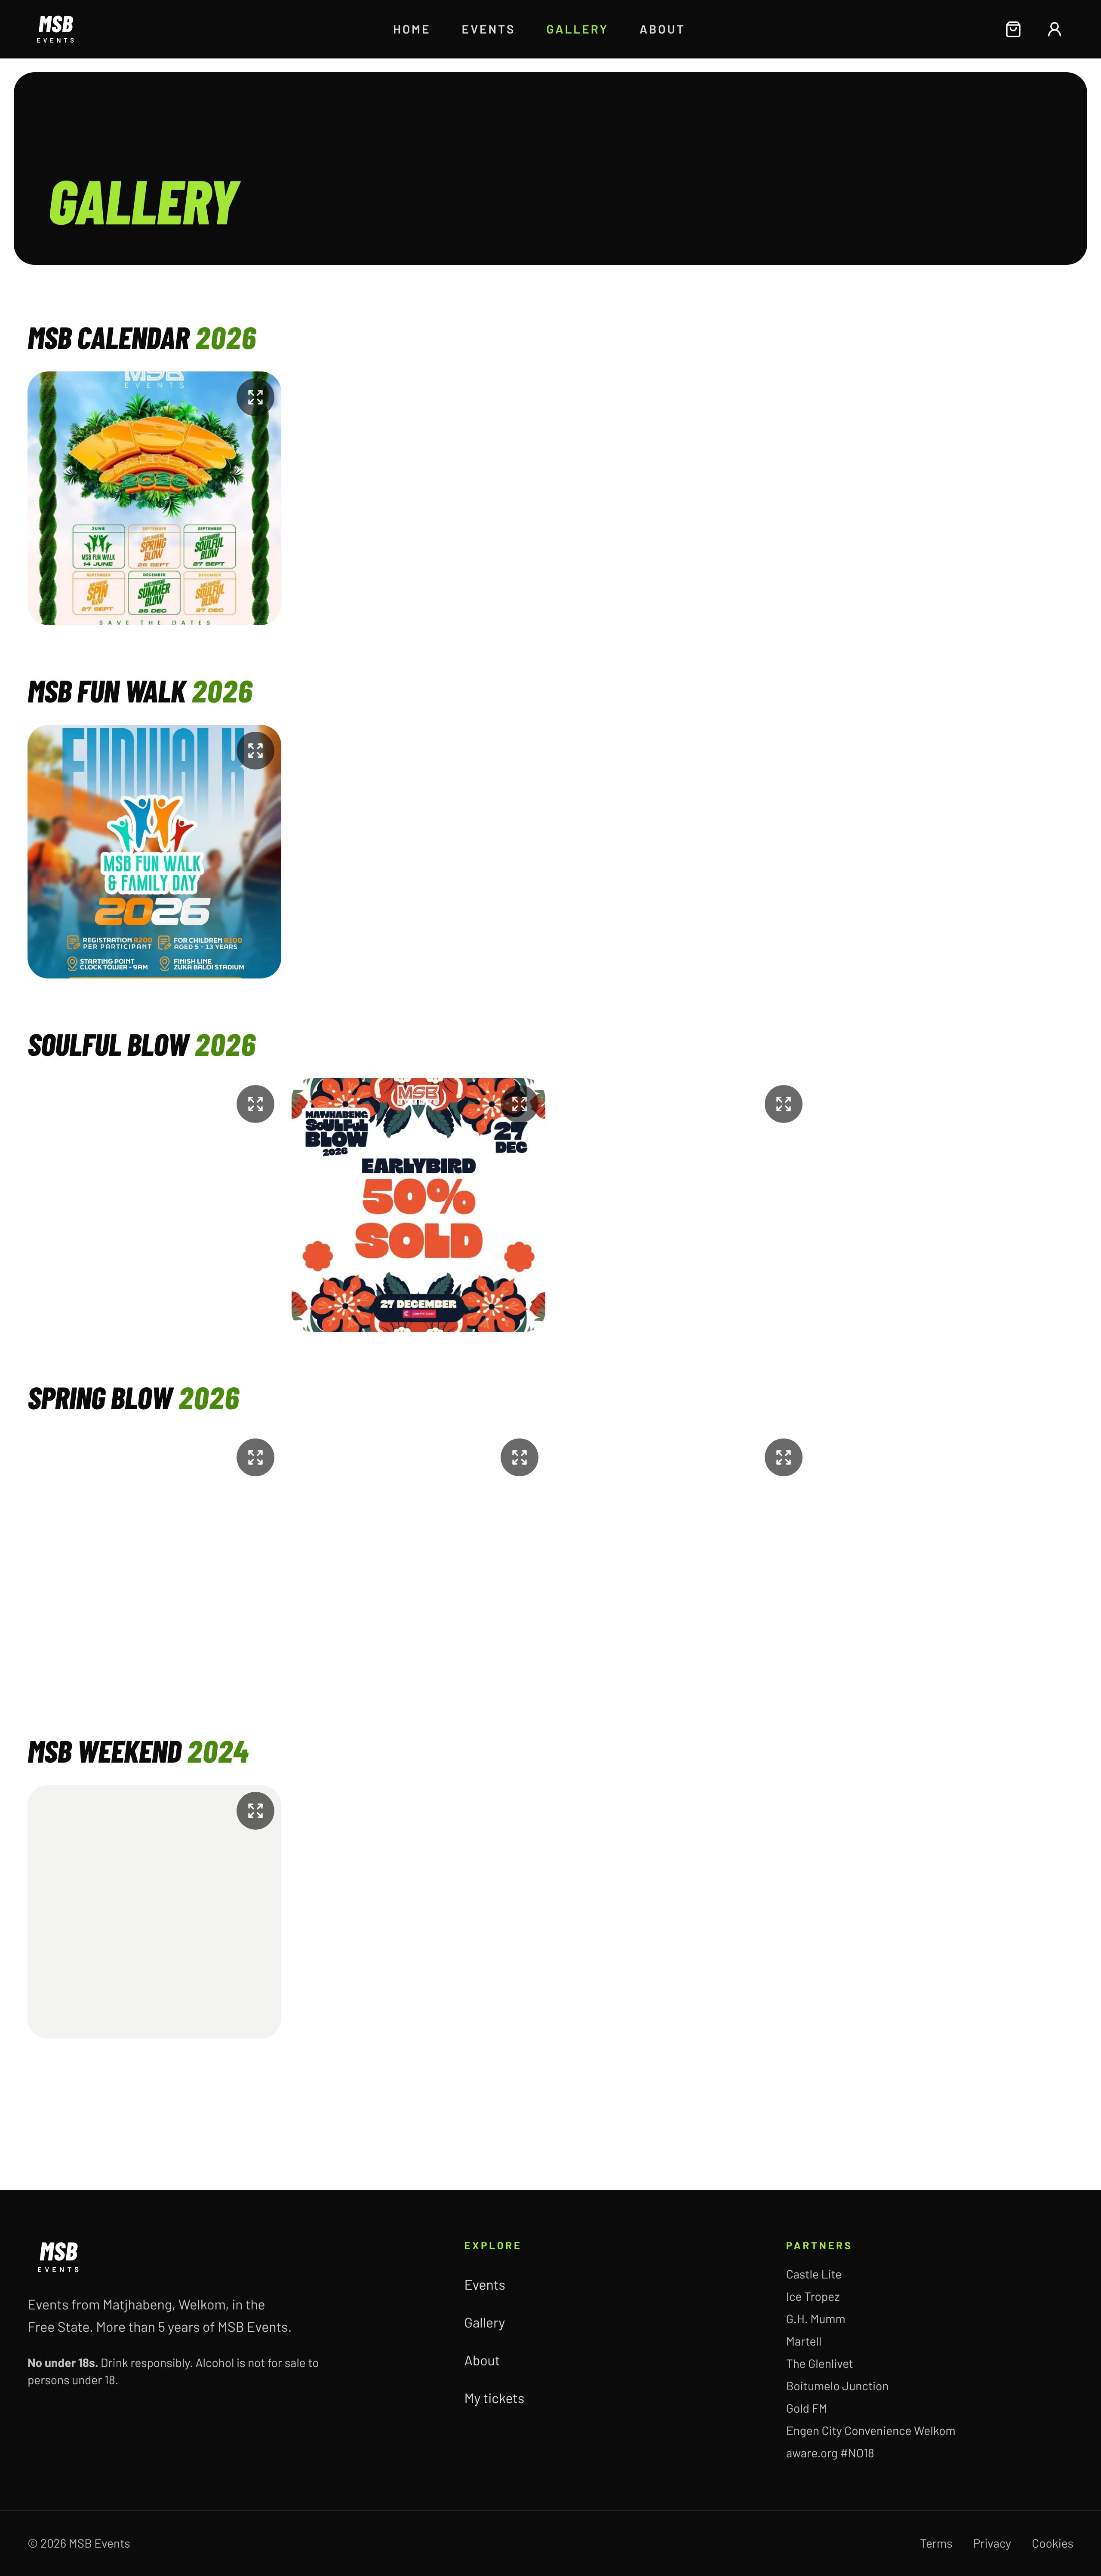 MSB
EVENTS
HOME
EVENTS
GALLERY
ABOUT
GALLERY
MSB CALENDAR 2026
MSB
EVENTS
MSB
2026
JUNE
MSB FUN WALK
14 JUNE
SEPTEMBER
SPRING
BLOW
26 SEPT
SEPTEMBER
SOULFUL
BLOW
27 SEPT
SEPTEMBER
SPIN
27 SEPT
DECEMBER
SUMMER
BLOW
26 DEC
DECEMBER
SOULFUL
BLOW
27 DEC
SAVE THE DATES
MSB FUN WALK 2026
FUNWALK
MSB FUN WALK
& FAMILY DAY
2026
REGISTRATION R200
PER PARTICIPANT
FOR CHILDREN R100
AGED 5 - 13 YEARS
STARTING POINT
CLOCK TOWER - 9AM
FINISH LINE
ZUKA BALOI STADIUM
SOULFUL BLOW 2026
MSB
EVENTS
MATJHABENG
SOULFUL
BLOW
2026
27
DEC
EARLYBIRD
50%
SOLD
27 DECEMBER
SPRING BLOW 2026
MSB WEEKEND 2024
MSB
EVENTS
Events from Matjhabeng, Welkom, in the
Free State. More than 5 years of MSB Events.
No under 18s. Drink responsibly. Alcohol is not for sale to
persons under 18.
EXPLORE
Events
Gallery
About
My tickets
PARTNERS
Castle Lite
Ice Tropez
G.H. Mumm
Martell
The Glenlivet
Boitumelo Junction
Gold FM
Engen City Convenience Welkom
aware.org #NO18
© 2026 MSB Events
Terms
Privacy
Cookies